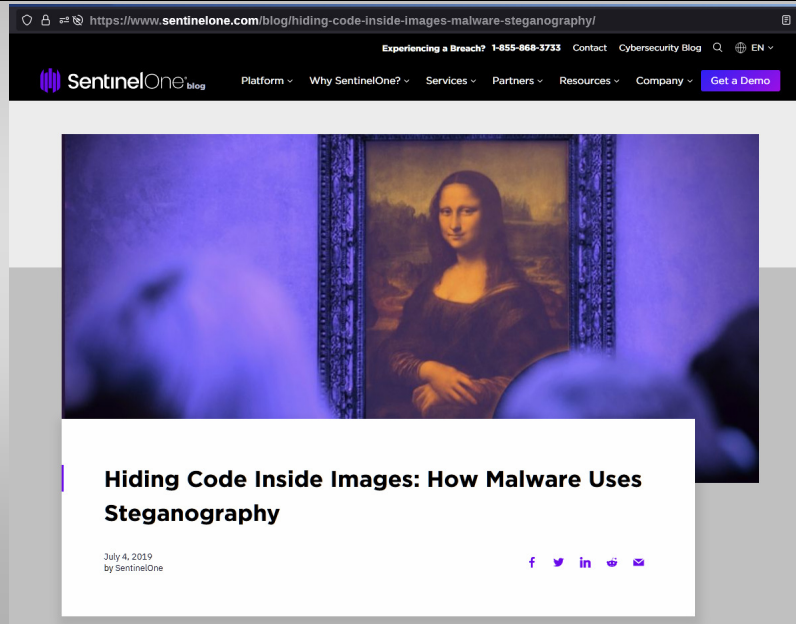 https://www.sentinelone.com/blog/hiding-code-inside-images-malware-steganography/
Experiencing a Breach? 1-855-868-3733 Contact Cybersecurity Blog EN
SentinelOne blog Platform Why SentinelOne? Services Partners Resources Company Get a Demo
Hiding Code Inside Images: How Malware Uses
Steganography
July 4, 2019
by SentinelOne